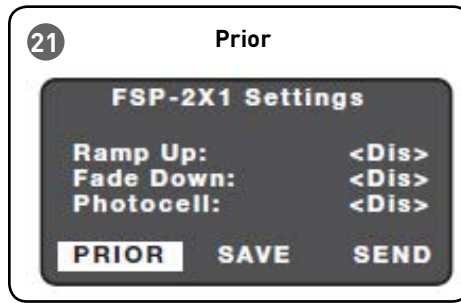 21 Prior
FSP-2X1 Settings
Ramp Up: <Dis>
Fade Down: <Dis>
Photocell: <Dis>
PRIOR SAVE SEND